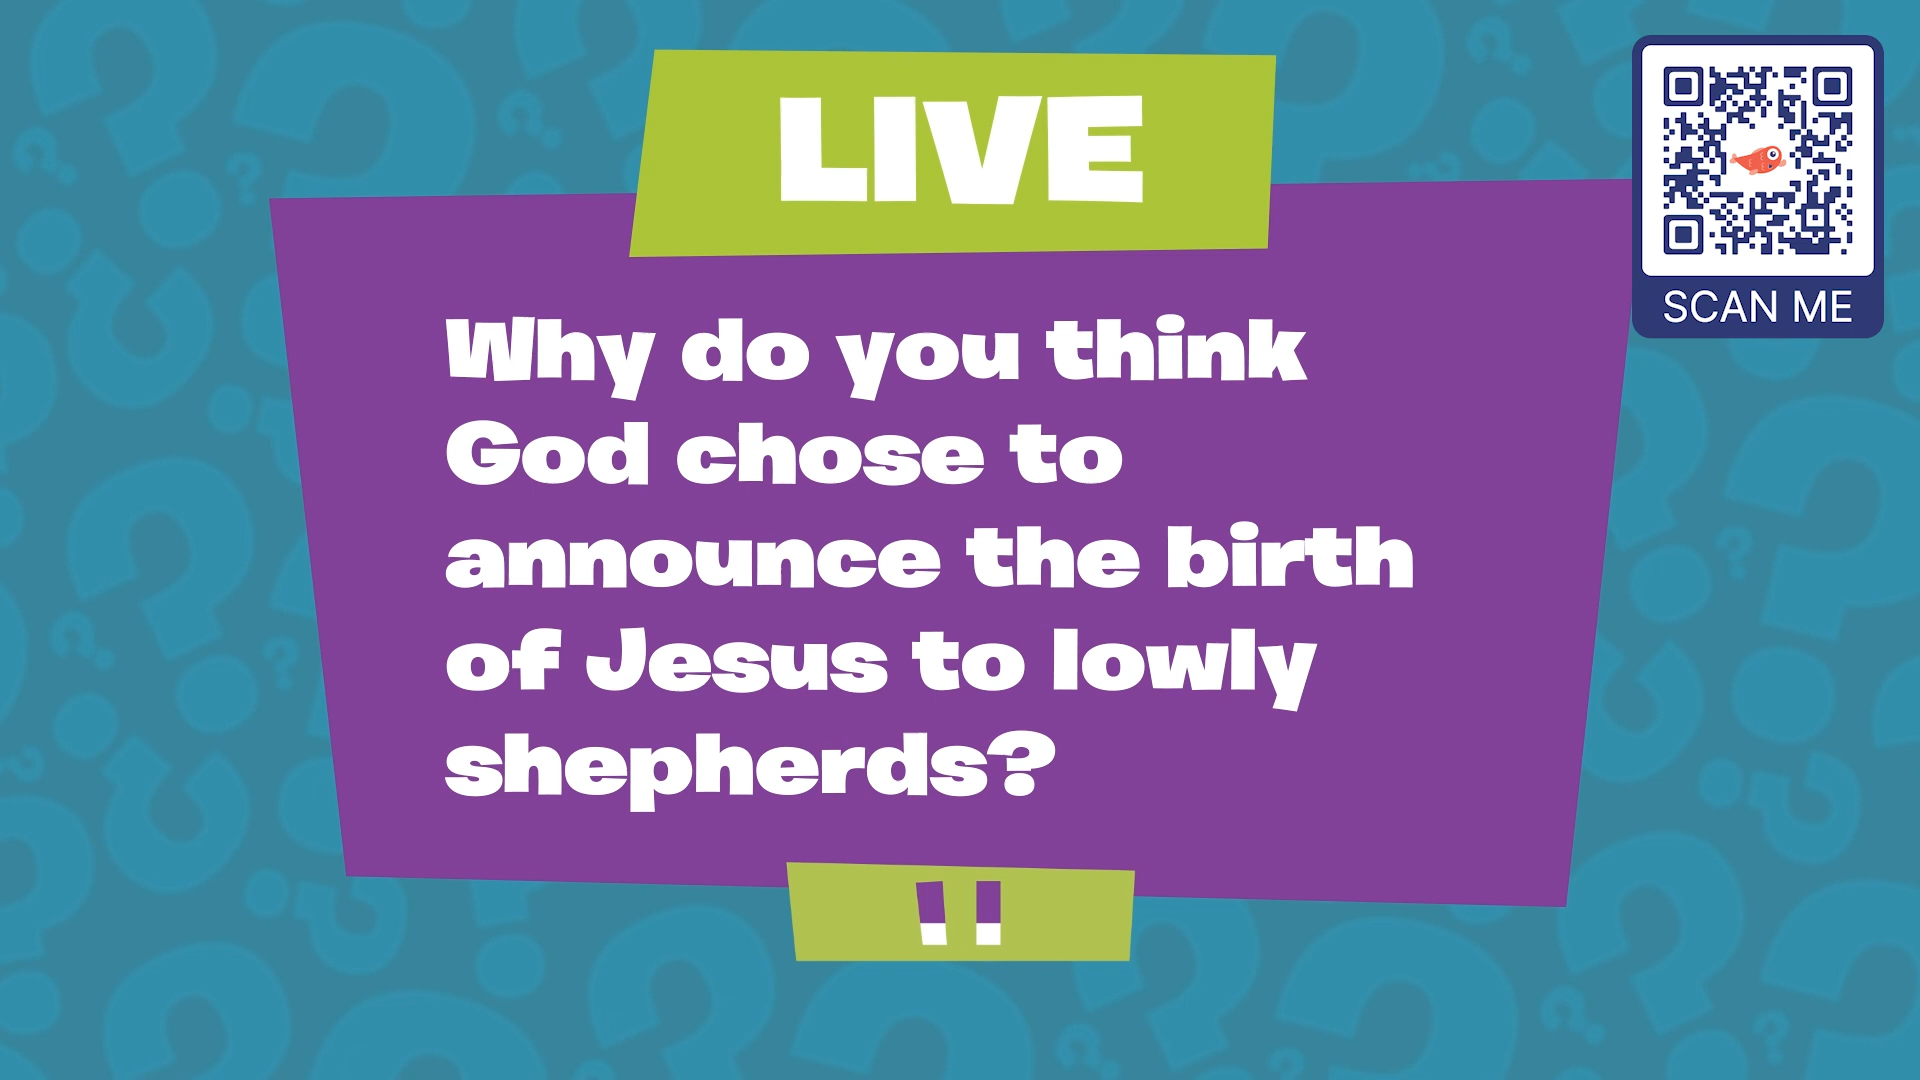 LIVE
SCAN ME
Why do you think
God chose to
announce the birth
of Jesus to lowly
shepherds?